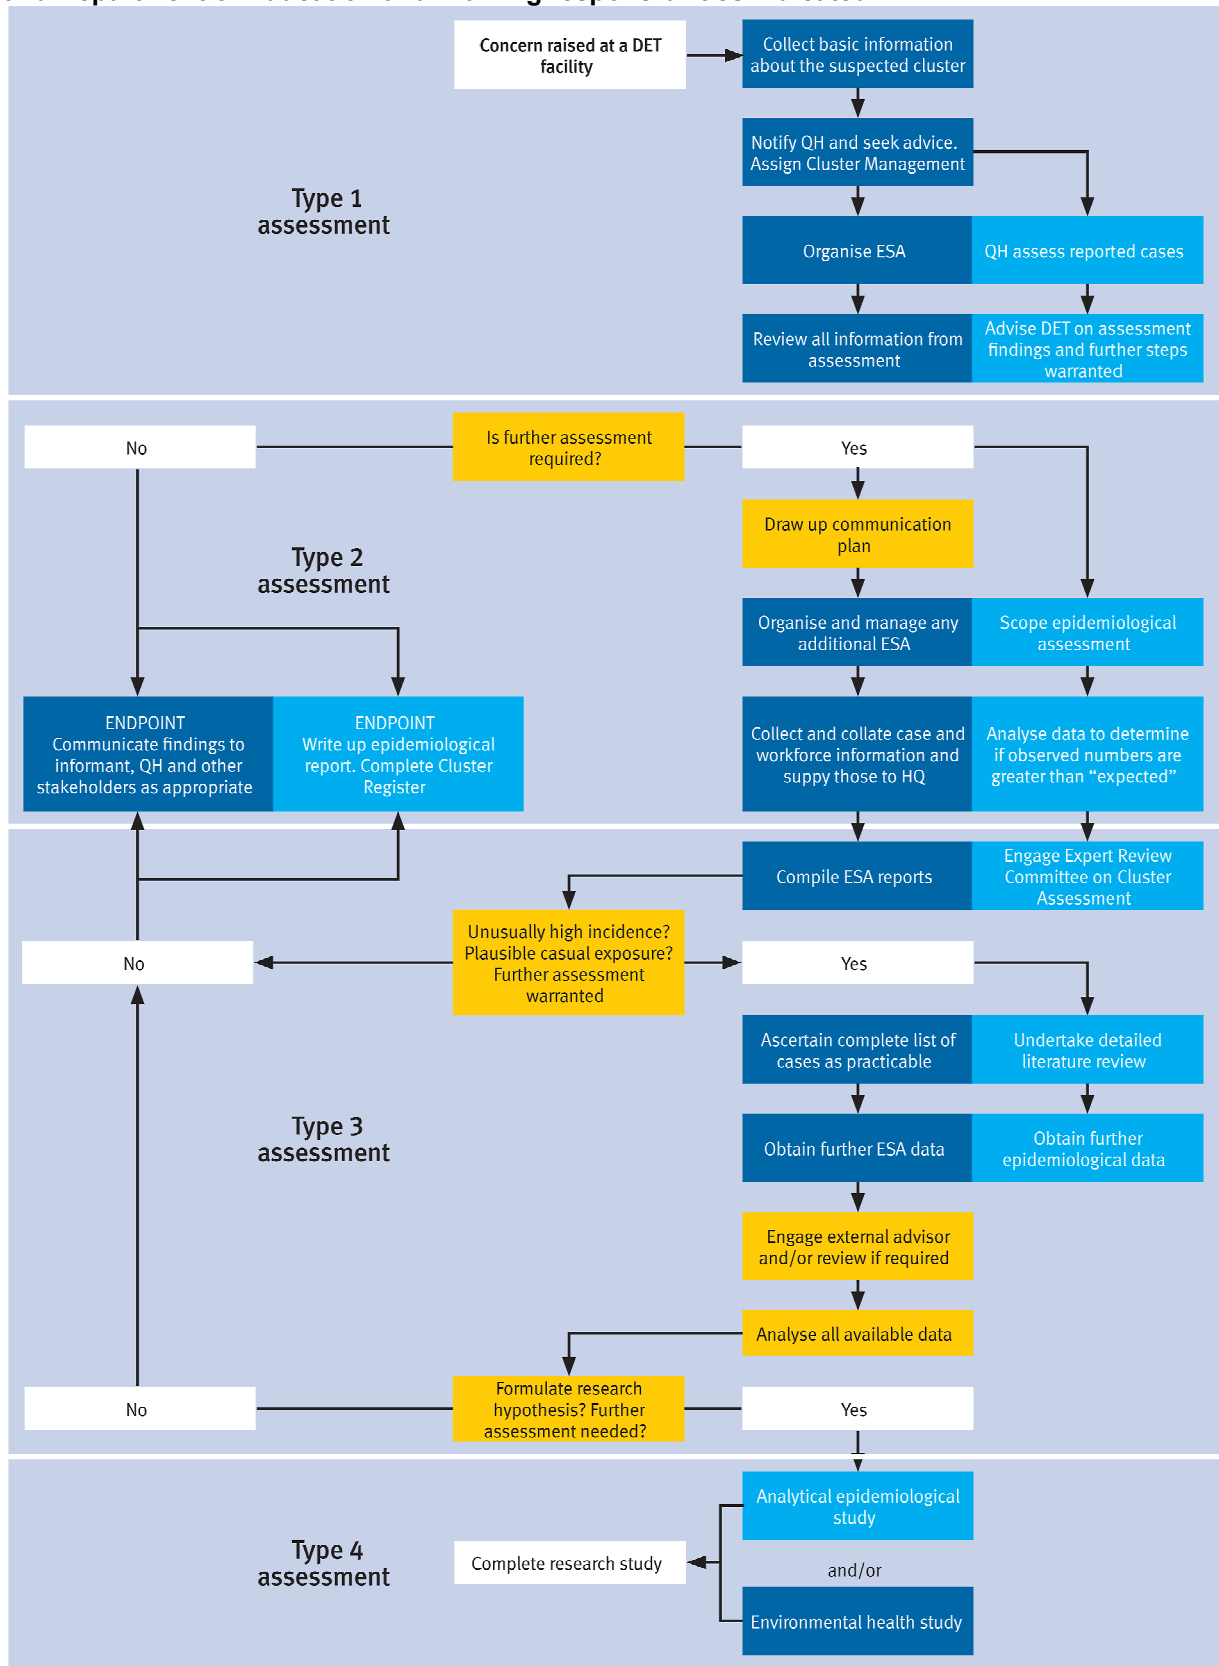 Concern raised at a DET
facility
Collect basic information
about the suspected cluster
Notify QH and seek advice.
Assign Cluster Management
Type 1
assessment
Organise ESA
QH assess reported cases
Review all information from
assessment
Advise DET on assessment
findings and further steps
warranted
No
Is further assessment
required?
Yes
Draw up communication
plan
Type 2
assessment
Organise and manage any
additional ESA
Scope epidemiological
assessment
ENDPOINT
Communicate findings to
informant, QH and other
stakeholders as appropriate
ENDPOINT
Write up epidemiological
report. Complete Cluster
Register
Collect and collate case and
workforce information and
suppy those to HQ
Analyse data to determine
if observed numbers are
greater than “expected”
Compile ESA reports
Engage Expert Review
Committee on Cluster
Assessment
No
Unusually high incidence?
Plausible casual exposure?
Further assessment
warranted
Yes
Ascertain complete list of
cases as practicable
Undertake detailed
literature review
Type 3
assessment
Obtain further ESA data
Obtain further
epidemiological data
Engage external advisor
and/or review if required
Analyse all available data
No
Formulate research
hypothesis? Further
assessment needed?
Yes
Type 4
assessment
Analytical epidemiological
study
Complete research study
and/or
Environmental health study